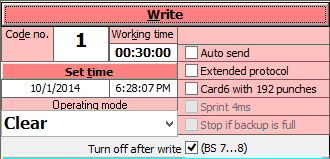 Write
Code no.
1
Working time
00:30:00
Set time
10/1/2014
6:28:07 PM
Operating mode
Clear
Auto send
Extended protocol
Card6 with 192 punches
Sprint 4ms
Stop if backup is full
Turn off after write (BS 7...8)